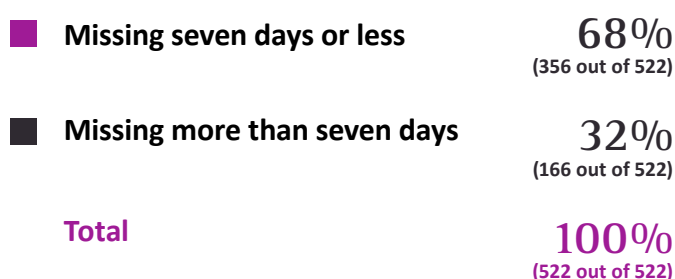 Missing seven days or less 68%
(356 out of 522)
Missing more than seven days 32%
(166 out of 522)
Total 100%
(522 out of 522)